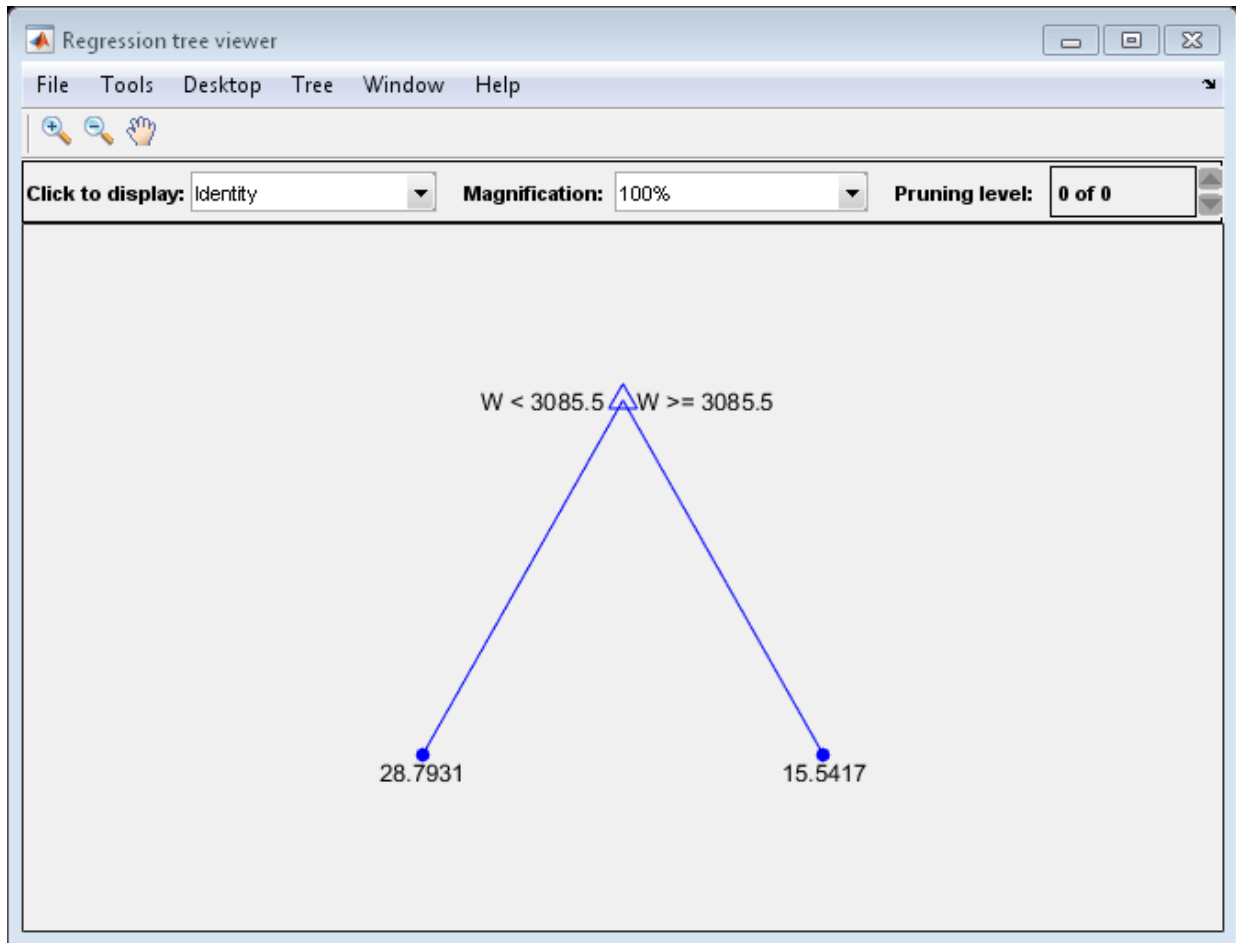 Regression tree viewer
File Tools Desktop Tree Window Help
Click to display: Identity Magnification: 100% Pruning level: 0 of 0
W < 3085.5 W >= 3085.5
28.7931 15.5417